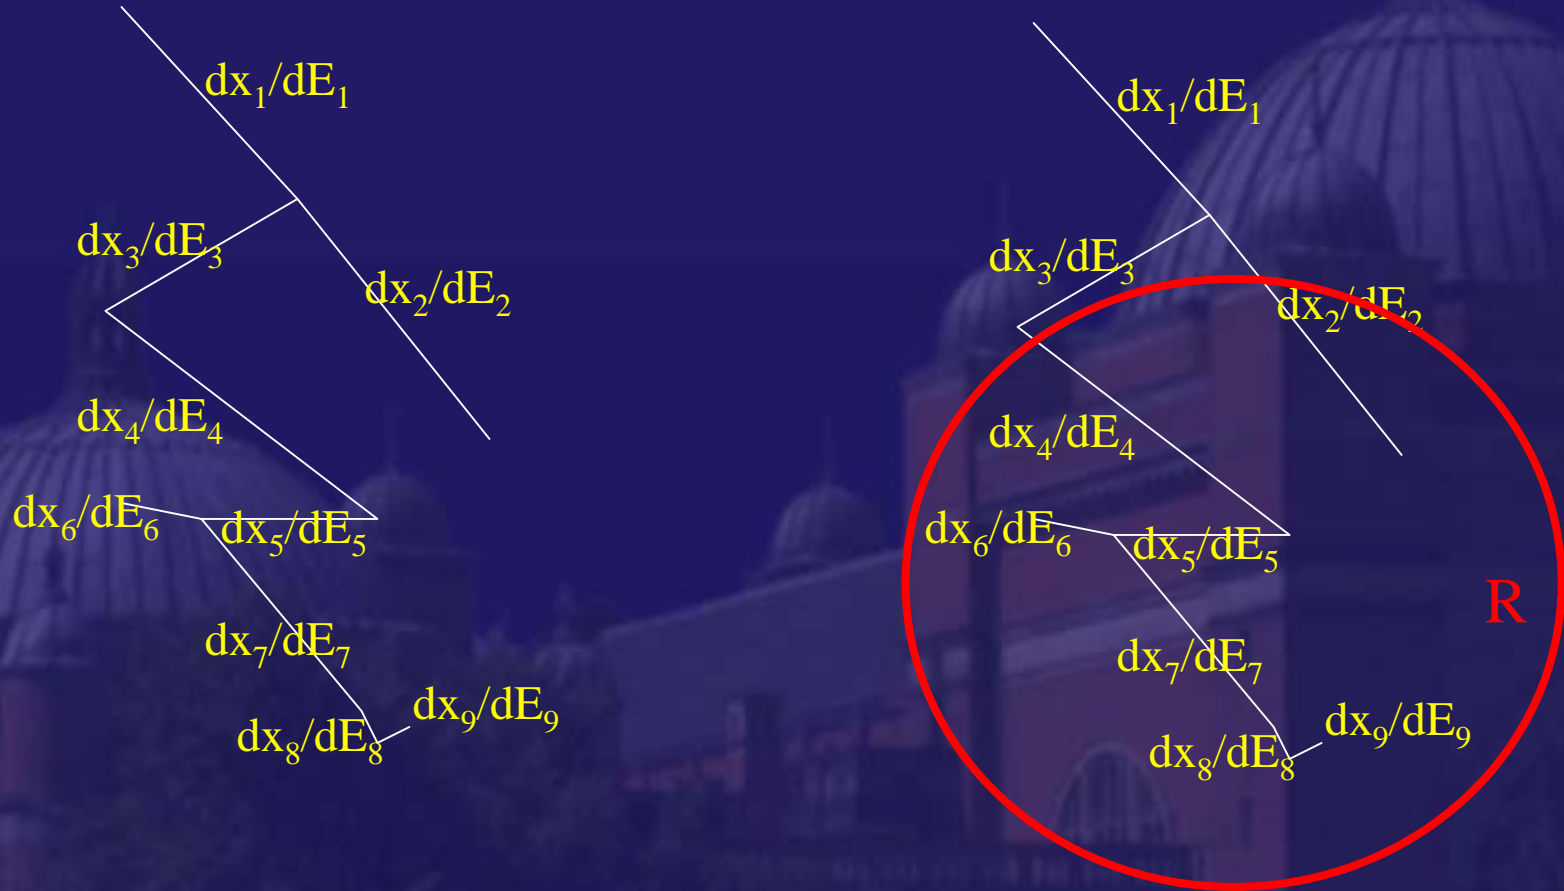 dx₁/dE₁
dx₃/dE₃
dx₂/dE₂
dx₄/dE₄
dx₆/dE₆
dx₅/dE₅
dx₇/dE₇
dx₈/dE₈
dx₉/dE₉
dx₁/dE₁
dx₃/dE₃
dx₂/dE₂
dx₄/dE₄
dx₆/dE₆
dx₅/dE₅
R
dx₇/dE₇
dx₈/dE₈
dx₉/dE₉